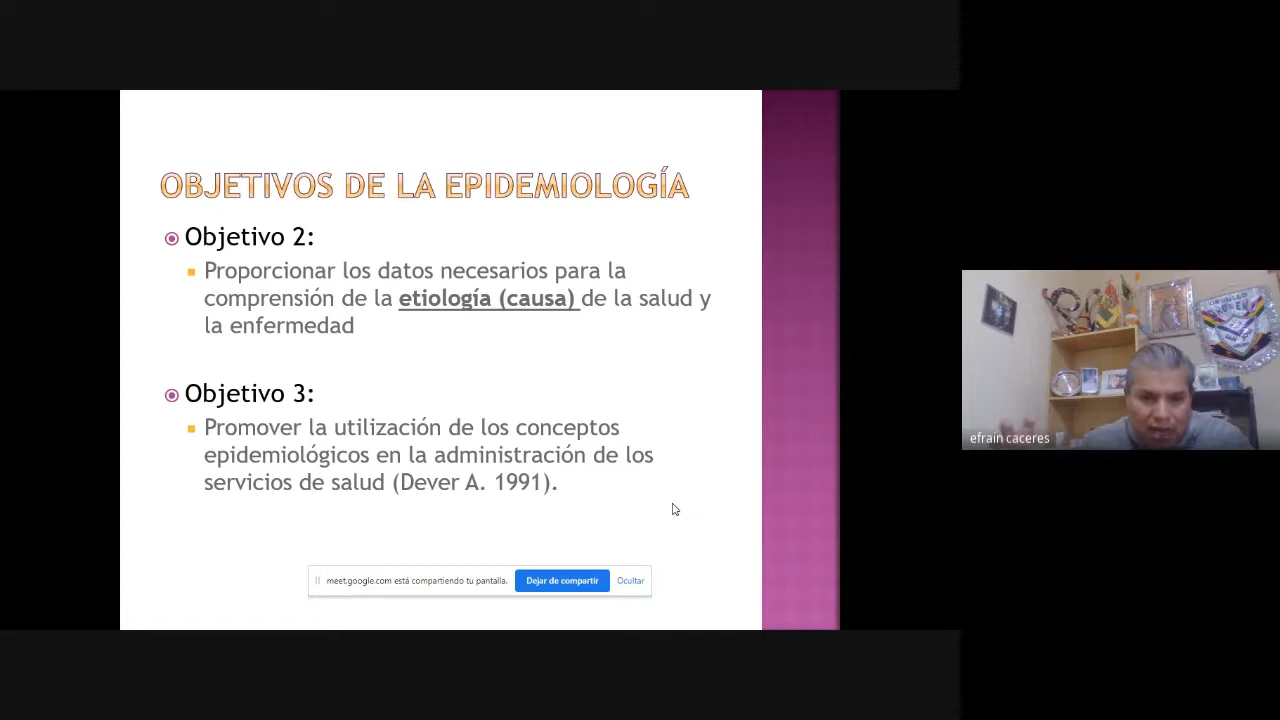 OBJETIVOS DE LA EPIDEMIOLOGÍA
Objetivo 2:
Proporcionar los datos necesarios para la
comprensión de la etiología (causa) de la salud y
la enfermedad
Objetivo 3:
Promover la utilización de los conceptos
epidemiológicos en la administración de los
servicios de salud (Dever A. 1991).
meet.google.com está compartiendo tu pantalla.
Dejar de compartir
Ocultar
efrain caceres